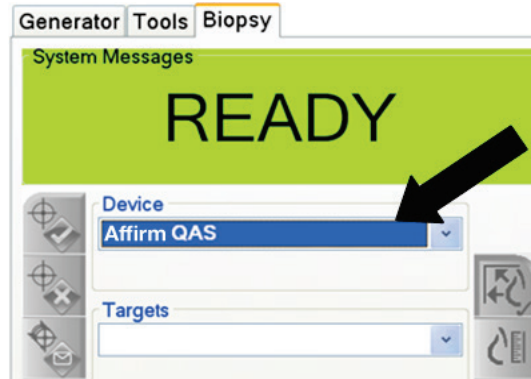 Generator Tools Biopsy
System Messages
READY
Device
Affirm QAS
Targets